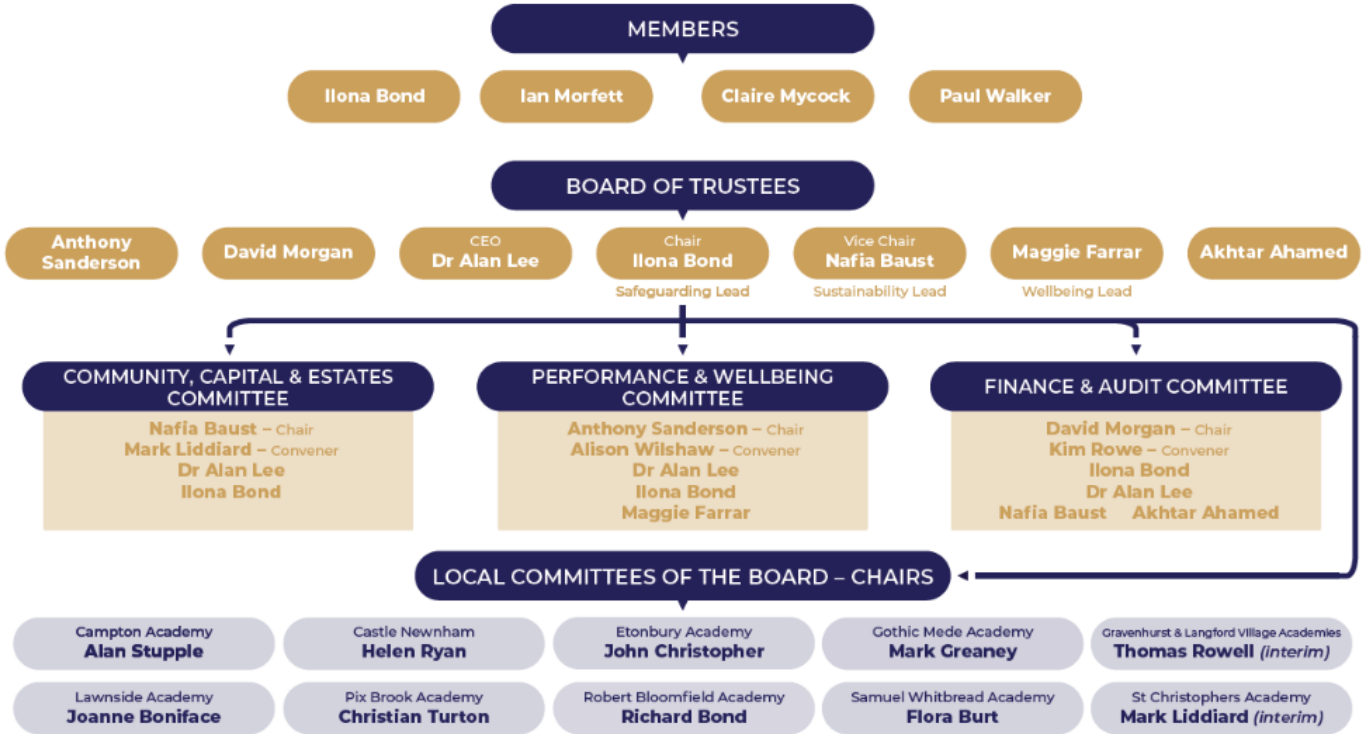 MEMBERS
Ilona Bond
Ian Morfett
Claire Mycock
Paul Walker
BOARD OF TRUSTEES
Anthony
Sanderson
David Morgan
CEO
Dr Alan Lee
Chair
Ilona Bond
Safeguarding Lead
Vice Chair
Nafia Baust
Sustainability Lead
Maggie Farrar
Wellbeing Lead
Akhtar Ahamed
COMMUNITY, CAPITAL & ESTATES
COMMITTEE
Nafia Baust – Chair
Mark Liddiard – Convener
Dr Alan Lee
Ilona Bond
PERFORMANCE & WELLBEING
COMMITTEE
Anthony Sanderson – Chair
Alison Wilshaw – Convener
Dr Alan Lee
Ilona Bond
Maggie Farrar
FINANCE & AUDIT COMMITTEE
David Morgan – Chair
Kim Rowe – Convener
Ilona Bond
Dr Alan Lee
Nafia Baust Akhtar Ahamed
LOCAL COMMITTEES OF THE BOARD – CHAIRS
Campton Academy
Alan Stupple
Castle Newnham
Helen Ryan
Etonbury Academy
John Christopher
Gothic Mede Academy
Mark Greaney
Gravenhurst & Langford Village Academies
Thomas Rowell (interim)
Lawnside Academy
Joanne Boniface
Pix Brook Academy
Christian Turton
Robert Bloomfield Academy
Richard Bond
Samuel Whitbread Academy
Flora Burt
St Christophers Academy
Mark Liddiard (interim)